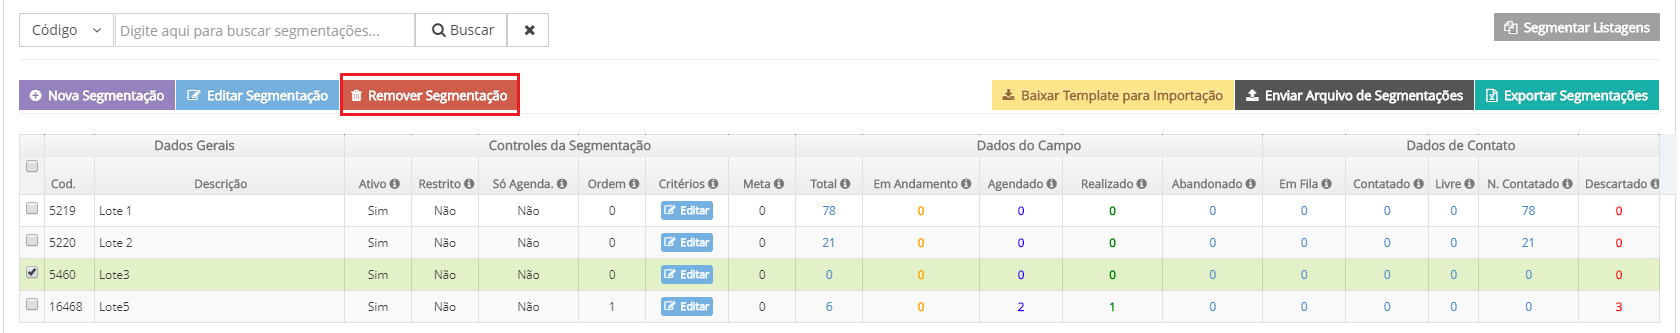 Código Digite aqui para buscar segmentações... Buscar Segmentar Listagens
Nova Segmentação Editar Segmentação Remover Segmentação Baixar Template para Importação Enviar Arquivo de Segmentações Exportar Segmentações
Dados Gerais Controles da Segmentação Dados do Campo Dados de Contato
Cod. Descrição Ativo Restrito Só Agenda. Ordem Critérios Meta Total Em Andamento Agendado Realizado Abandonado Em Fila Contatado Livre N. Contatado Descartado
5219 Lote 1 Sim Não Não 0 Editar 0 78 0 0 0 0 0 0 0 78 0
5220 Lote 2 Sim Não Não 0 Editar 0 21 0 0 0 0 0 0 0 21 0
5460 Lote3 Sim Não Não 0 Editar 0 0 0 0 0 0 0 0 0 0 0
16468 Lote5 Sim Não Não 1 Editar 0 6 0 2 1 0 0 0 0 0 3